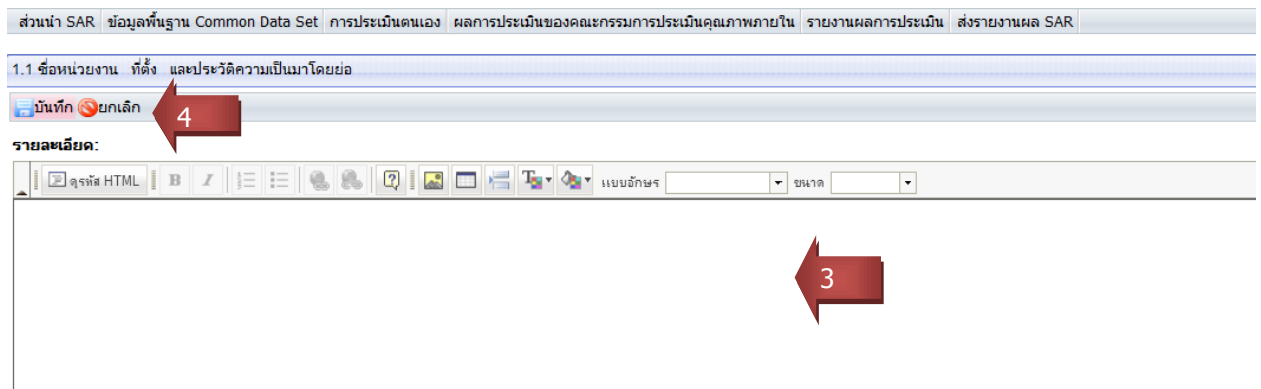 ส่วนนำ SAR ข้อมูลพื้นฐาน Common Data Set การประเมินตนเอง ผลการประเมินของคณะกรรมการประเมินคุณภาพภายใน รายงานผลการประเมิน ส่งรายงานผล SAR
1.1 ชื่อหน่วยงาน ที่ตั้ง และประวัติความเป็นมาโดยย่อ
บันทึก ยกเลิก
4
รายละเอียด:
ดูรหัส HTML B I แบบอักษร ขนาด
3